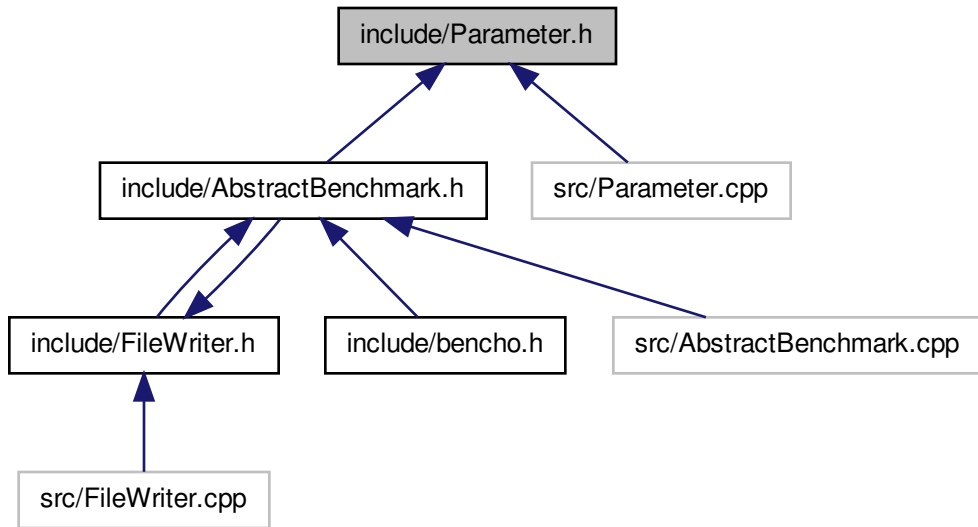 include/Parameter.h
include/AbstractBenchmark.h
src/Parameter.cpp
include/FileWriter.h
include/bencho.h
src/AbstractBenchmark.cpp
src/FileWriter.cpp